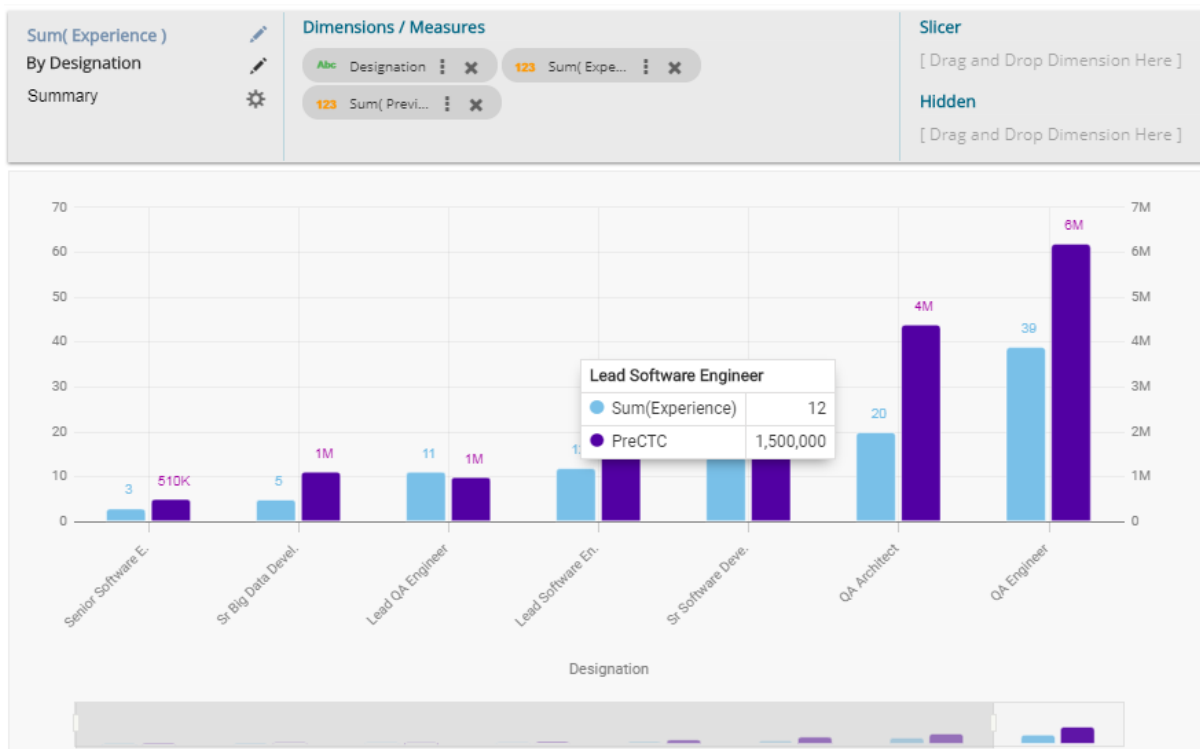 Sum( Experience )
By Designation
Summary
Dimensions / Measures
Abc Designation
123 Sum( Expe...
123 Sum( Previ...
Slicer
[ Drag and Drop Dimension Here ]
Hidden
[ Drag and Drop Dimension Here ]
70
60
50
40
30
20
10
0
7M
6M
5M
4M
3M
2M
1M
0
3
510K
5
1M
11
1M
20
4M
39
6M
Lead Software Engineer
Sum(Experience) 12
PreCTC 1,500,000
Senior Software E.
Sr Big Data Devel.
Lead QA Engineer
Lead Software En.
Sr Software Deve.
QA Architect
QA Engineer
Designation